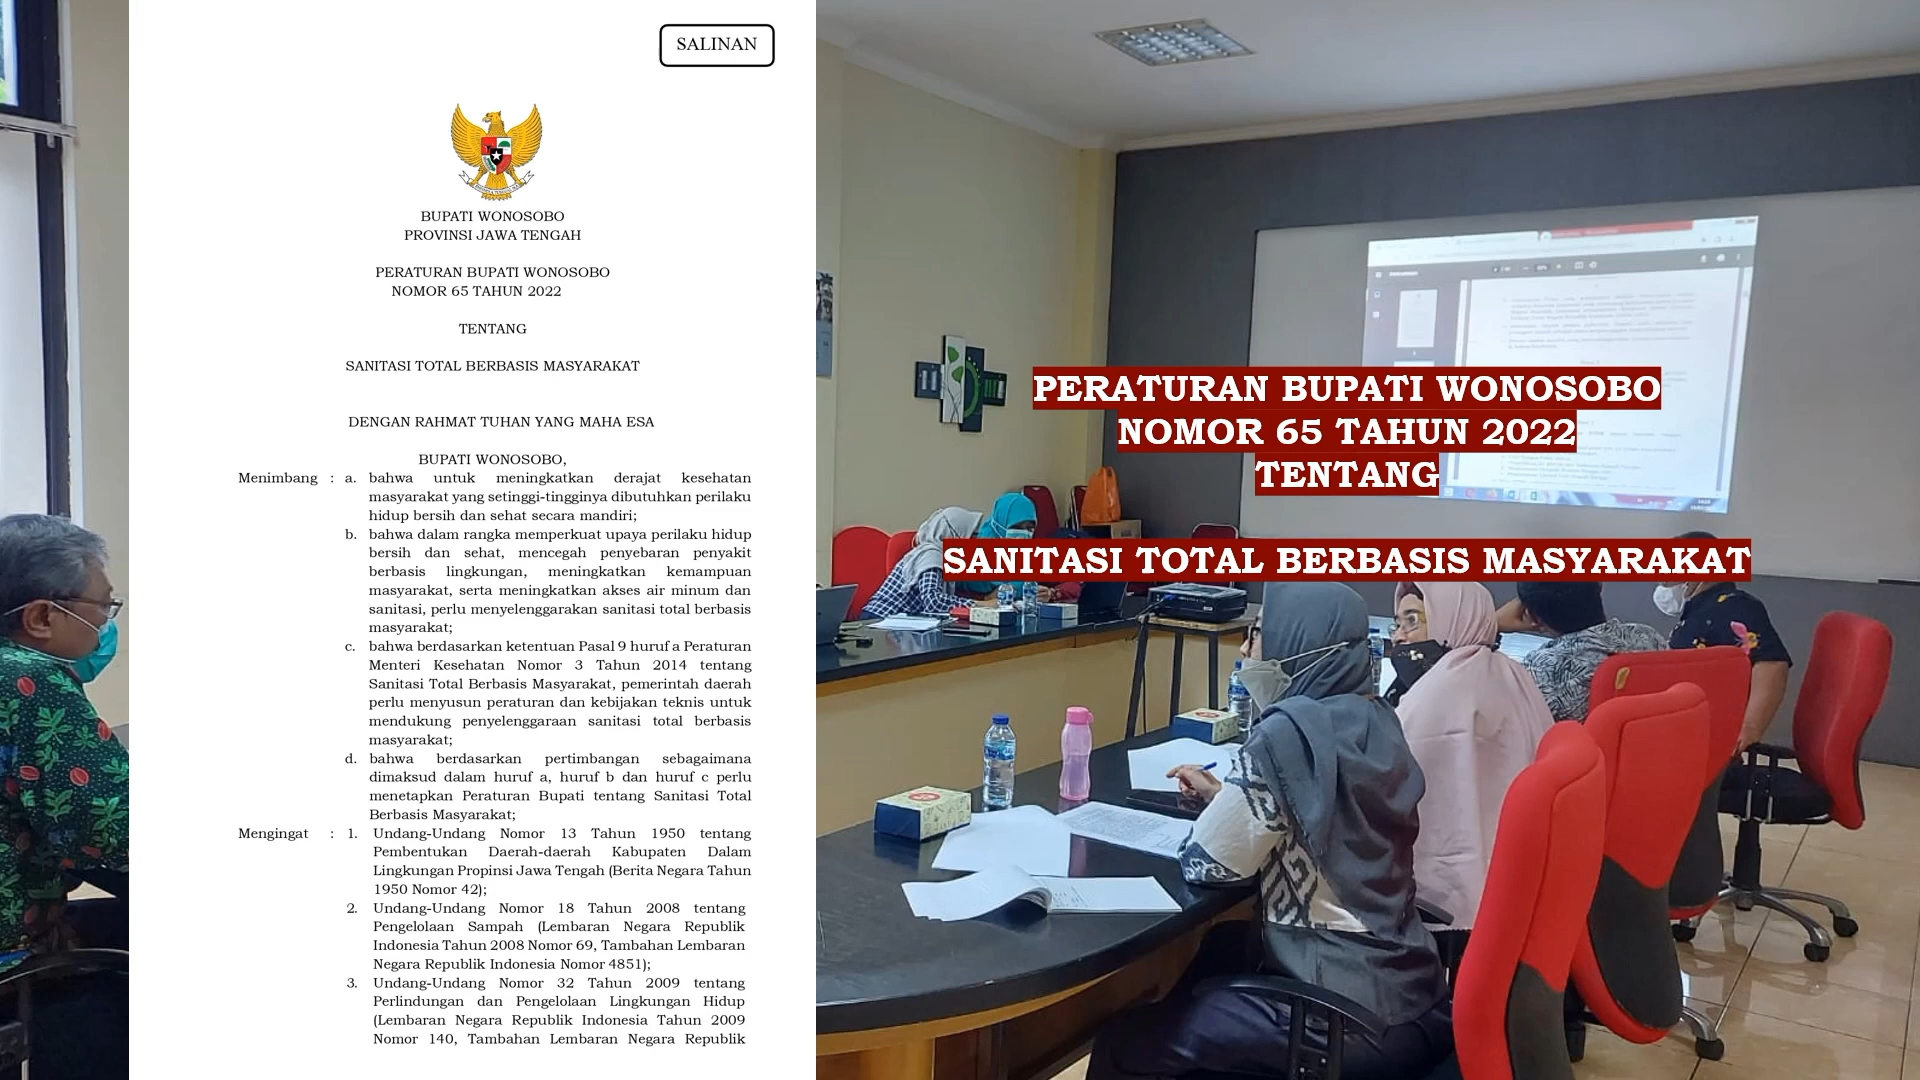 SALINAN
BUPATI WONOSOBO
PROVINSI JAWA TENGAH
PERATURAN BUPATI WONOSOBO
NOMOR 65 TAHUN 2022
TENTANG
SANITASI TOTAL BERBASIS MASYARAKAT
DENGAN RAHMAT TUHAN YANG MAHA ESA
BUPATI WONOSOBO,
Menimbang : a. bahwa untuk meningkatkan derajat kesehatan
masyarakat yang setinggi-tingginya dibutuhkan perilaku
hidup bersih dan sehat secara mandiri;
b. bahwa dalam rangka memperkuat upaya perilaku hidup
bersih dan sehat, mencegah penyebaran penyakit
berbasis lingkungan, meningkatkan kemampuan
masyarakat, serta meningkatkan akses air minum dan
sanitasi, perlu menyelenggarakan sanitasi total berbasis
masyarakat;
c. bahwa berdasarkan ketentuan Pasal 9 huruf a Peraturan
Menteri Kesehatan Nomor 3 Tahun 2014 tentang
Sanitasi Total Berbasis Masyarakat, pemerintah daerah
perlu menyusun peraturan dan kebijakan teknis untuk
mendukung penyelenggaraan sanitasi total berbasis
masyarakat;
d. bahwa berdasarkan pertimbangan sebagaimana
dimaksud dalam huruf a, huruf b dan huruf c perlu
menetapkan Peraturan Bupati tentang Sanitasi Total
Berbasis Masyarakat;
Mengingat : 1. Undang-Undang Nomor 13 Tahun 1950 tentang
Pembentukan Daerah-daerah Kabupaten Dalam
Lingkungan Propinsi Jawa Tengah (Berita Negara Tahun
1950 Nomor 42);
2. Undang-Undang Nomor 18 Tahun 2008 tentang
Pengelolaan Sampah (Lembaran Negara Republik
Indonesia Tahun 2008 Nomor 69, Tambahan Lembaran
Negara Republik Indonesia Nomor 4851);
3. Undang-Undang Nomor 32 Tahun 2009 tentang
Perlindungan dan Pengelolaan Lingkungan Hidup
(Lembaran Negara Republik Indonesia Tahun 2009
Nomor 140, Tambahan Lembaran Negara Republik
PERATURAN BUPATI WONOSOBO
NOMOR 65 TAHUN 2022
TENTANG
SANITASI TOTAL BERBASIS MASYARAKAT